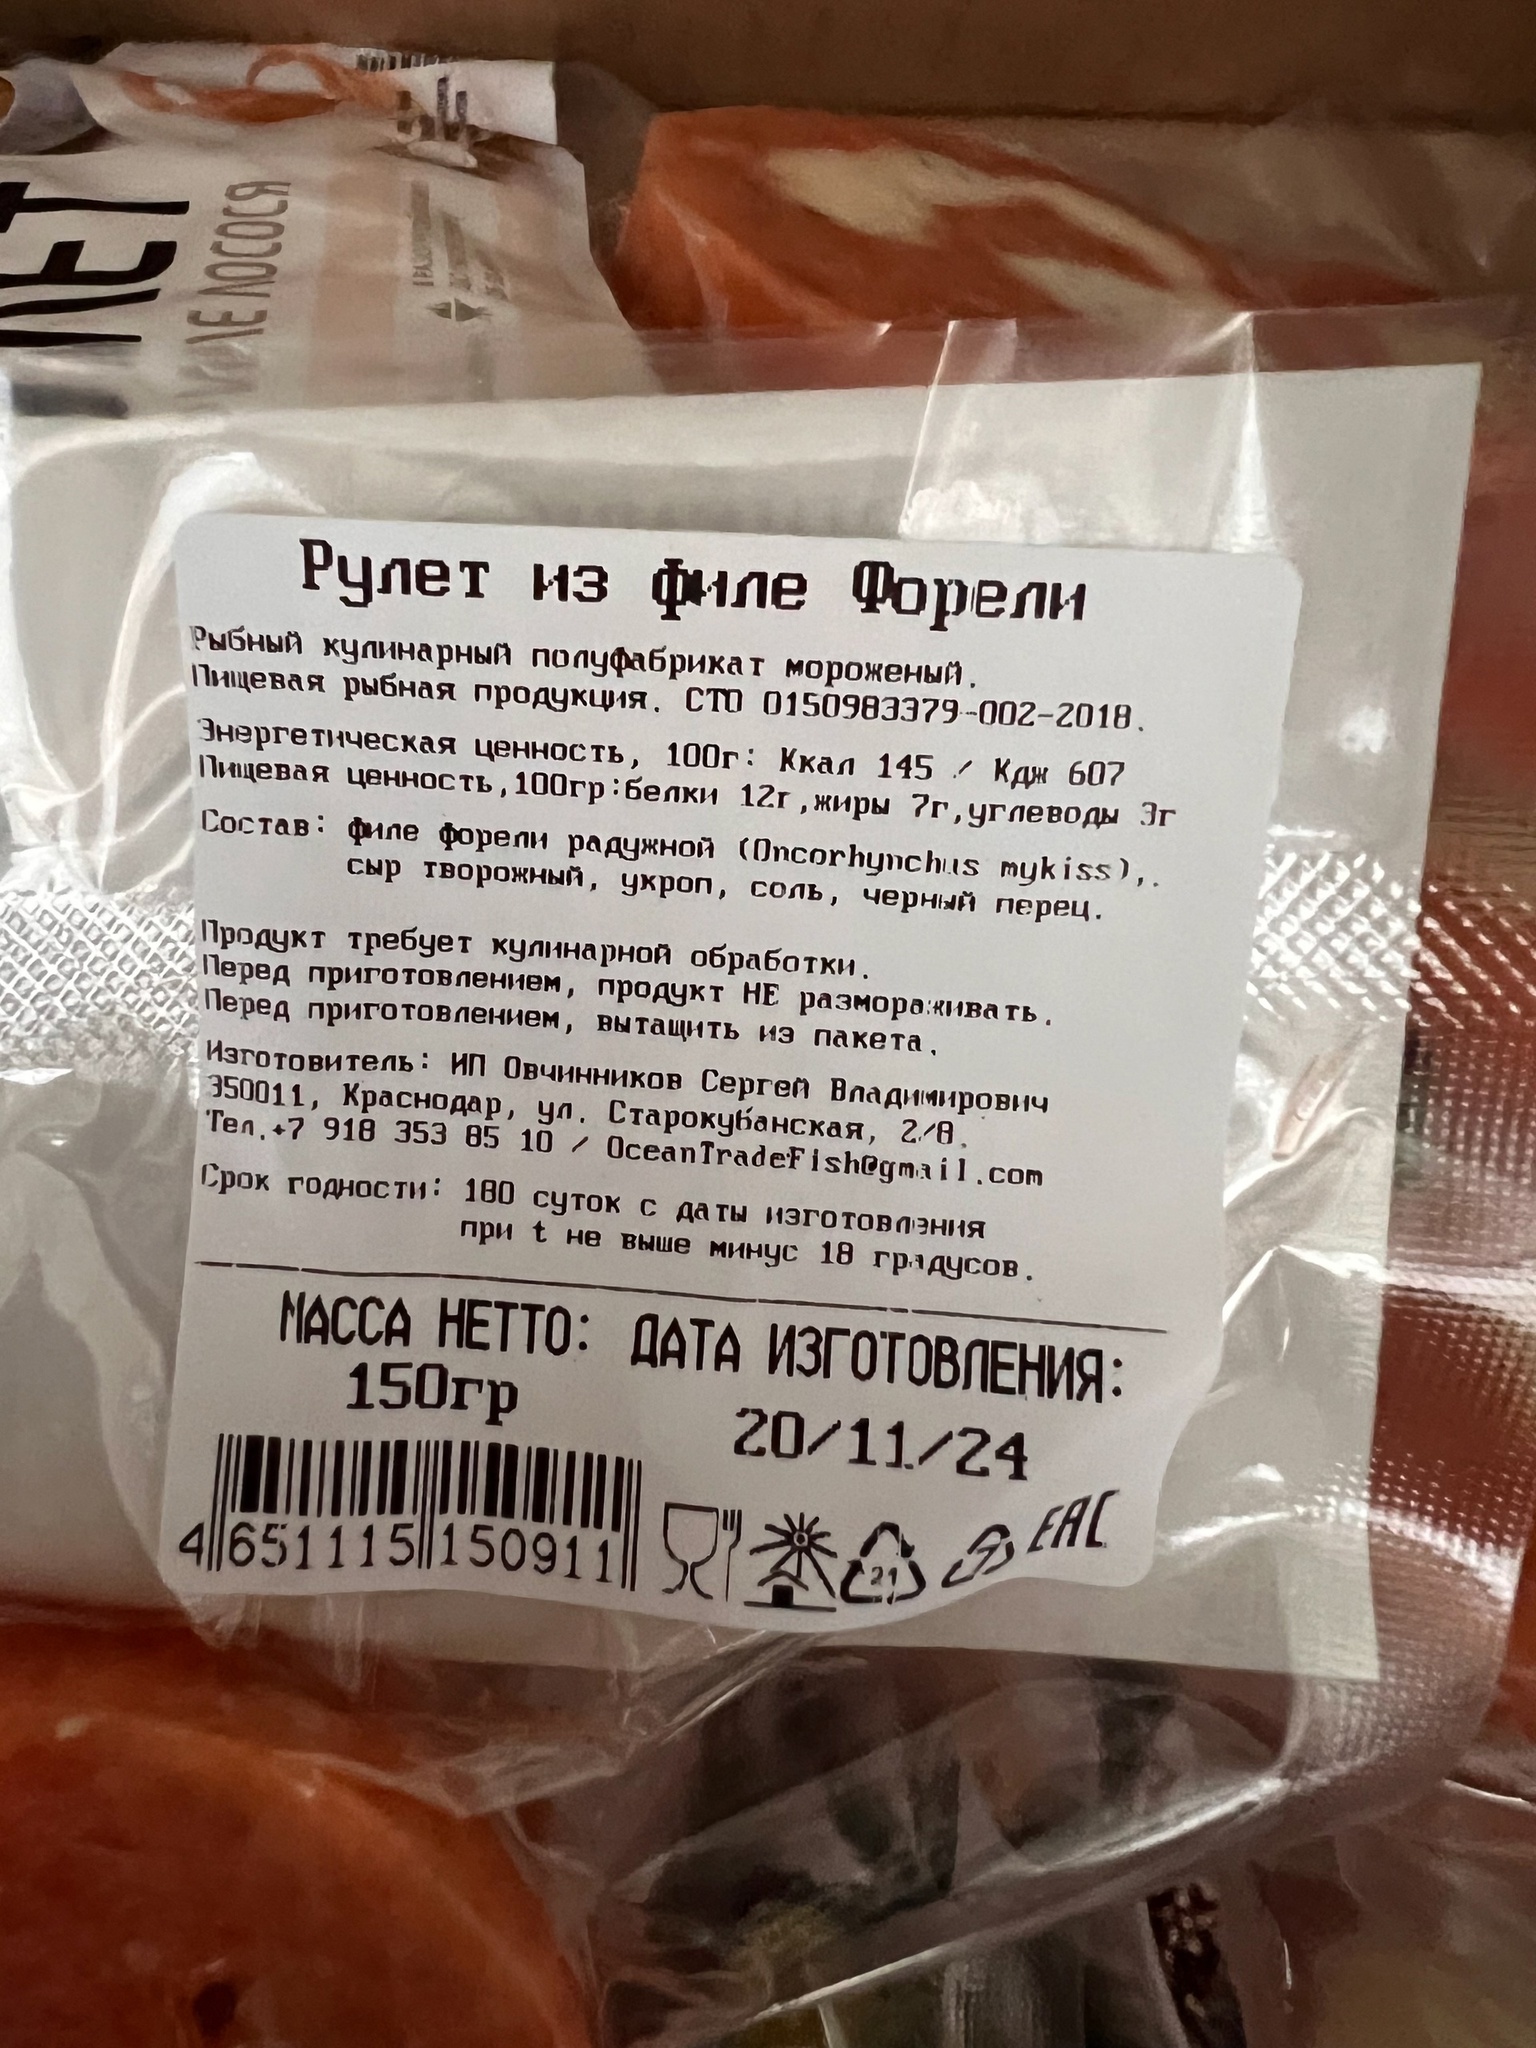 ЛЕТ
ЛОСОСЯ
Рулет из филе Форели
Рыбный кулинарный полуфабрикат мороженый.
Пищевая рыбная продукция. СТО 0150983379-002-2018.
Энергетическая ценность, 100г: Ккал 145 / Кдж 607
Пищевая ценность,100гр:белки 12г,жиры 7г,углеводы 3г
Состав: филе форели радужной (Oncorhynchus mykiss),.
сыр творожный, укроп, соль, черный перец.
Продукт требует кулинарной обработки.
Перед приготовлением, продукт НЕ размораживать.
Перед приготовлением, вытащить из пакета.
Изготовитель: ИП Овчинников Сергей Владимирович
350011, Краснодар, ул. Старокубанская, 2/8.
Тел.+7 918 353 85 10 / OceanTradeFish@gmail.com
Срок годности: 180 суток с даты изготовления
при t не выше минус 18 градусов.
МАССА НЕТТО: ДАТА ИЗГОТОВЛЕНИЯ:
150гр
20/11/24
4 651115 150911
21
EAC